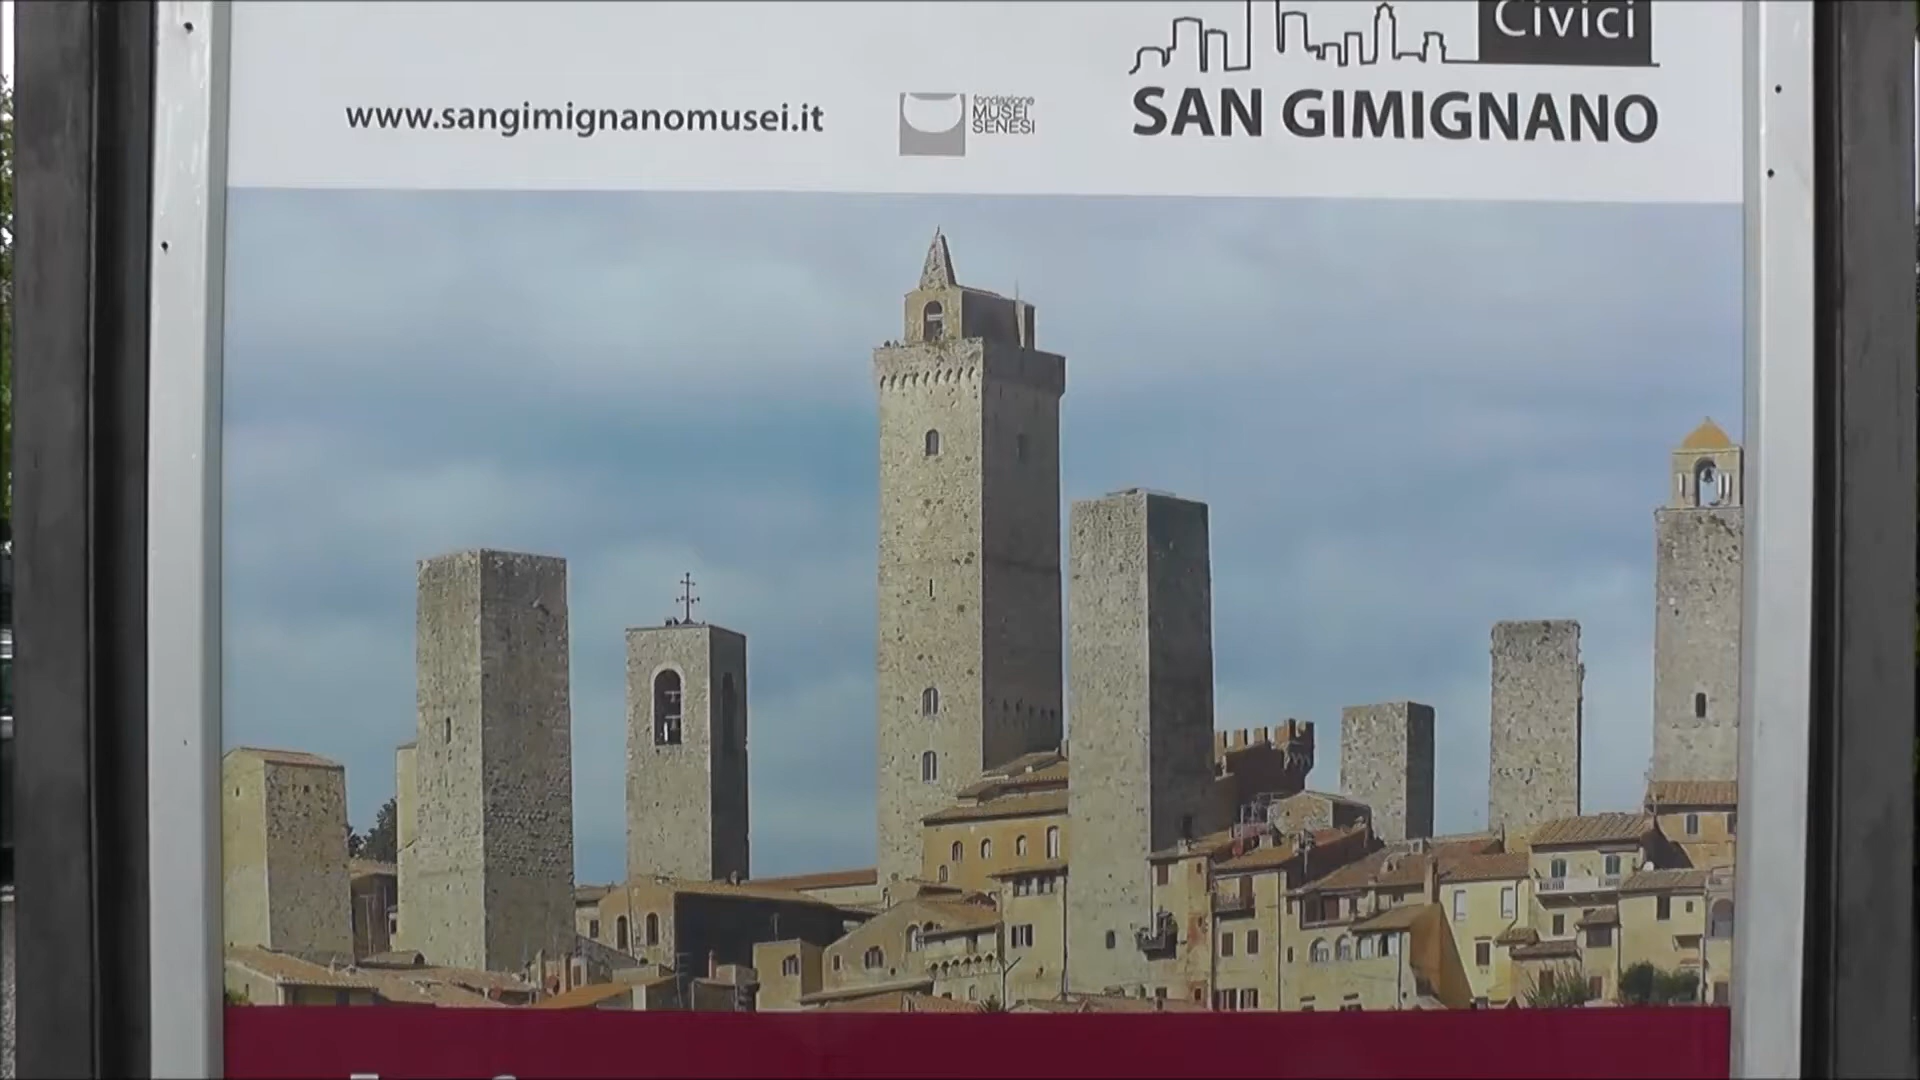 Civici
SAN GIMIGNANO
www.sangimignanomusei.it
fondazione
MUSEI
SENESI